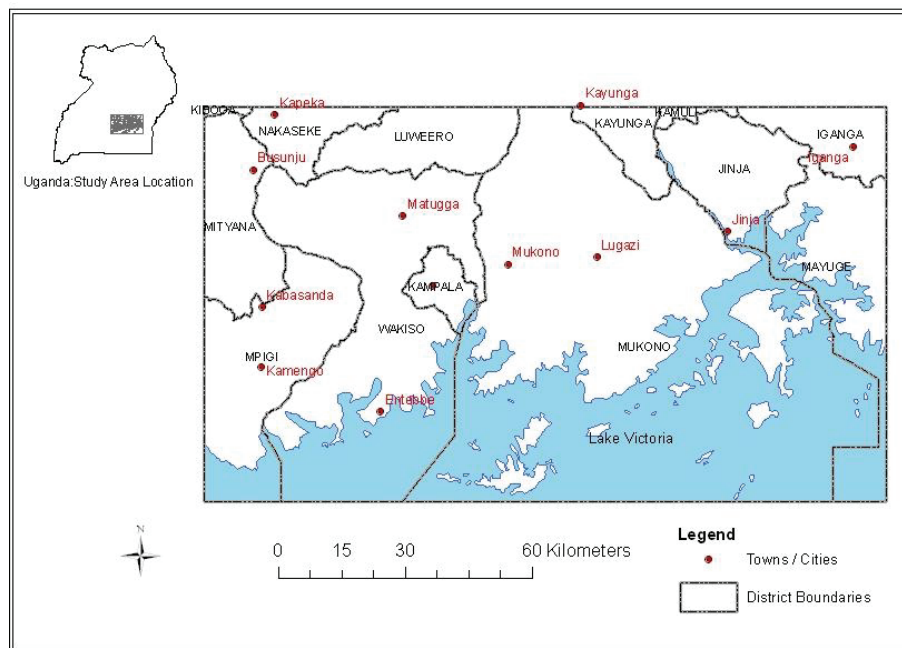 Uganda:Study Area Location
KIBOGA
Kapeka
NAKASEKE
LUWEERO
Kayunga
KAYUNGA
KAMULI
IGANGA
Iganga
Busunju
JINJA
MITYANA
Matugga
Jinja
Mukono
Lugazi
MAYUGE
KAMPALA
Kabasanda
WAKISO
MUKONO
MPIGI
Kamengo
Entebbe
Lake Victoria
N
0 15 30 60 Kilometers
Legend
Towns / Cities
District Boundaries